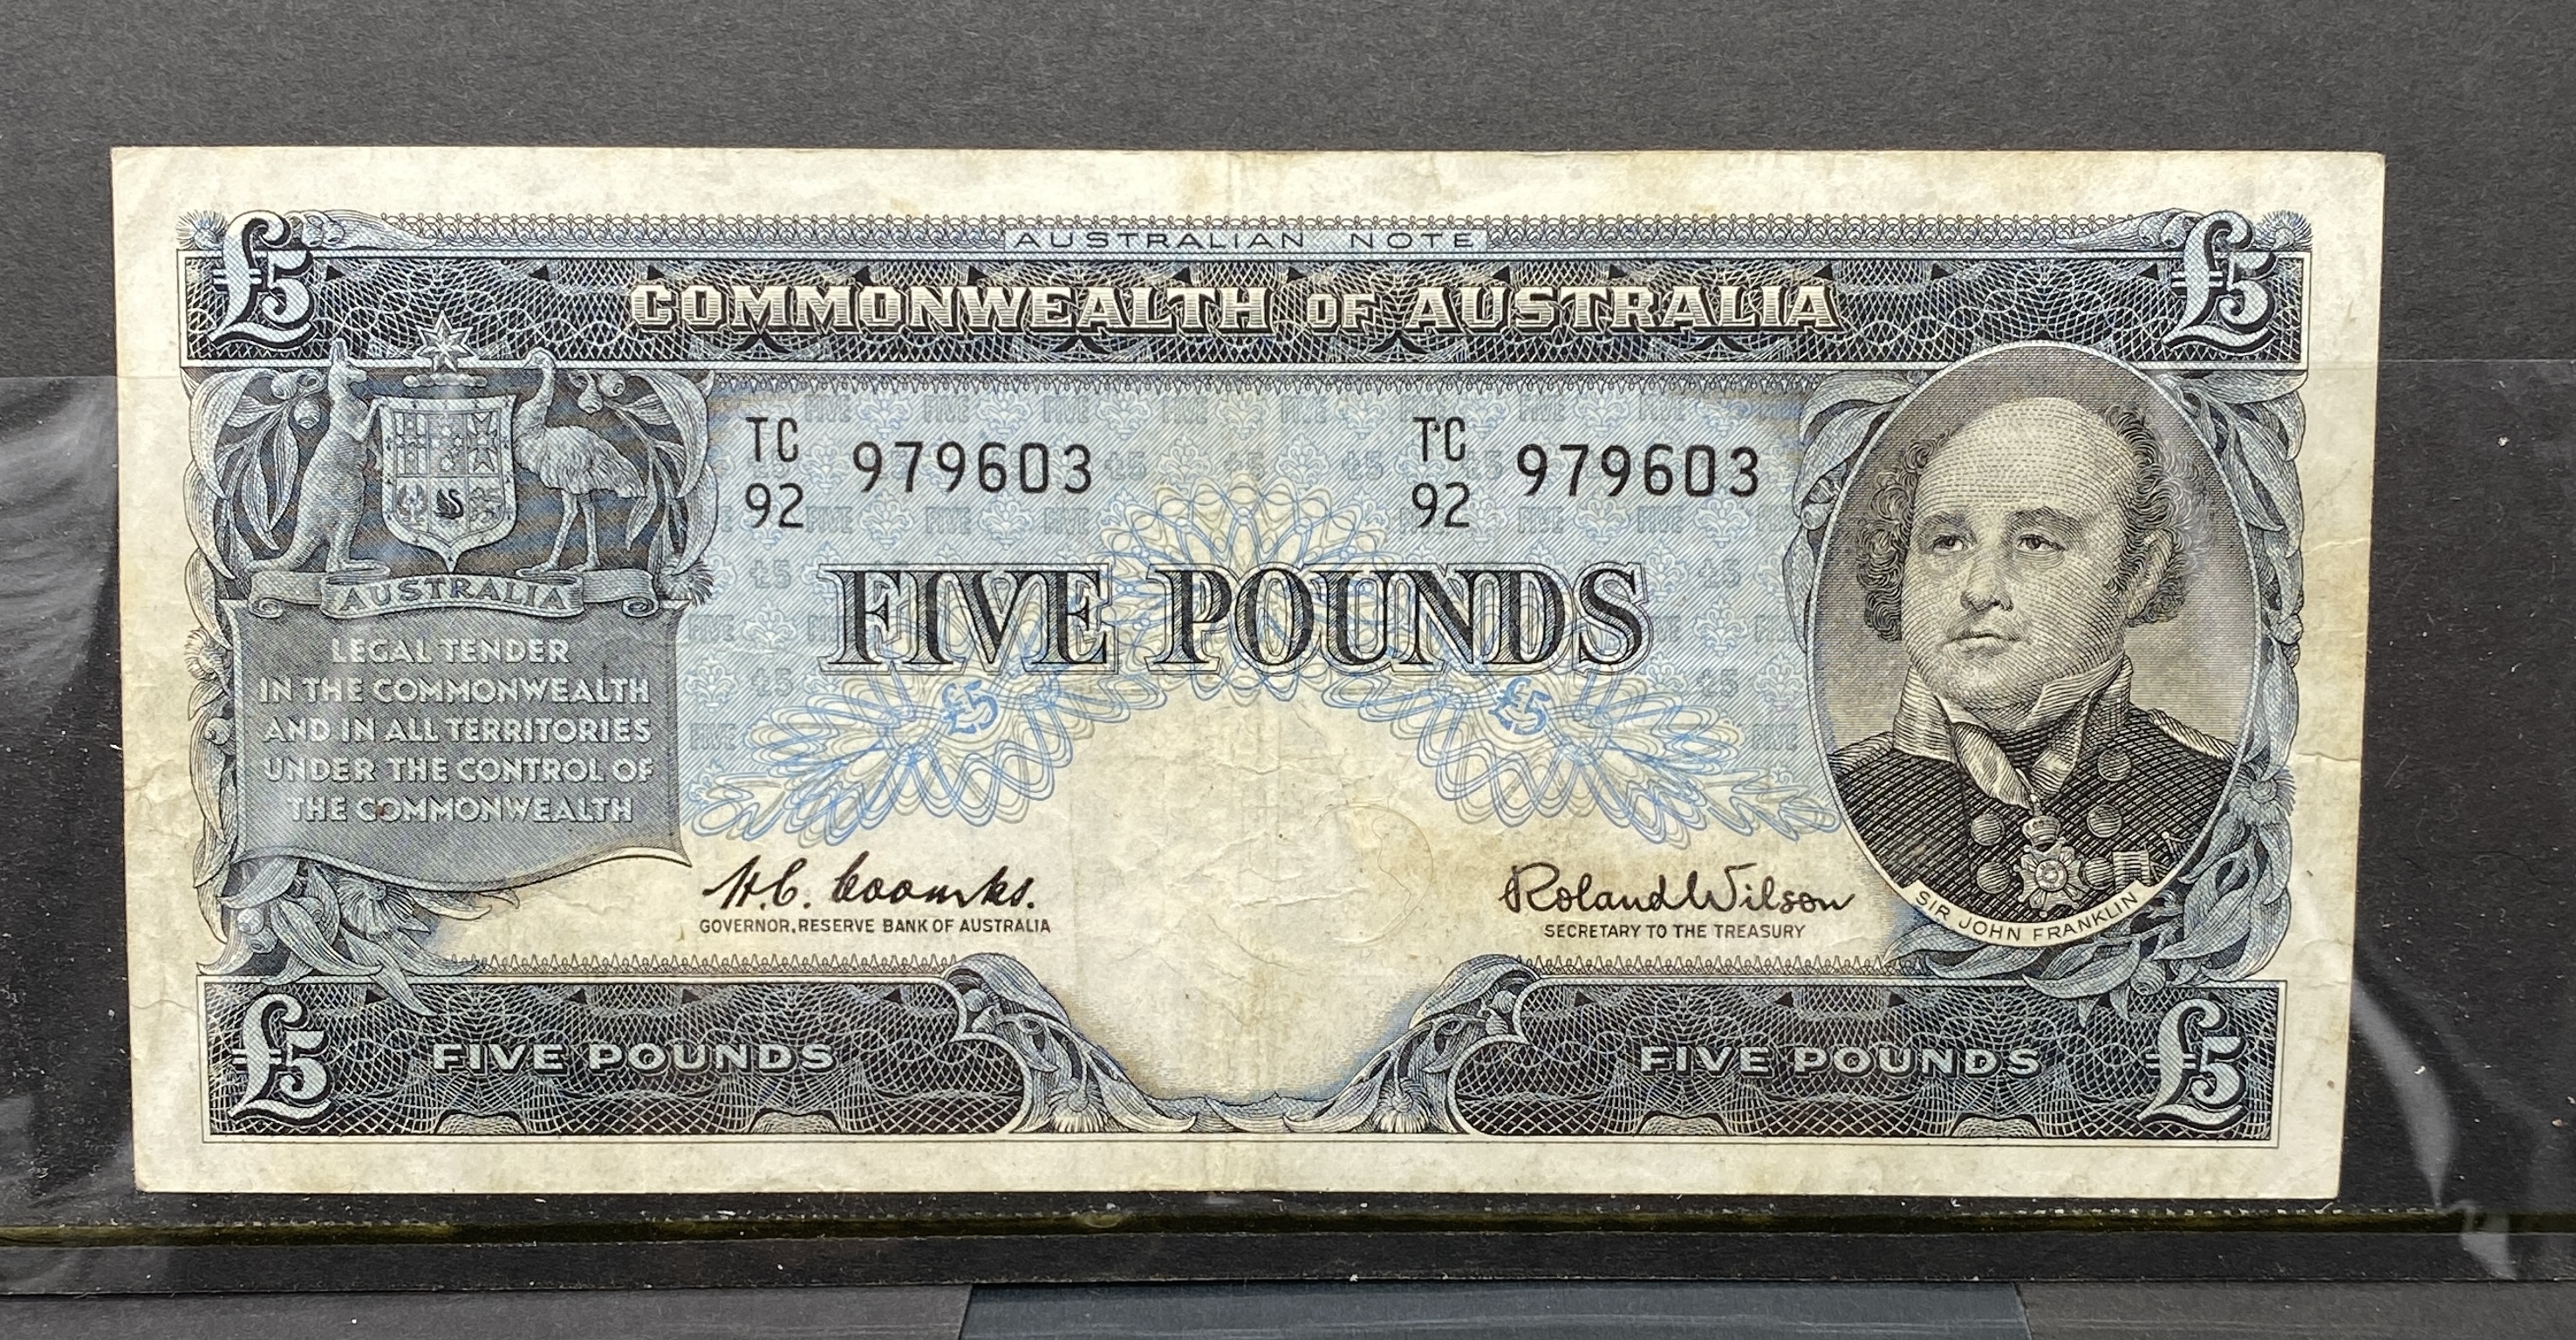 AUSTRALIAN NOTE
£5 COMMONWEALTH OF AUSTRALIA £5
TC
92 979603
TC
92 979603
AUSTRALIA
LEGAL TENDER
IN THE COMMONWEALTH
AND IN ALL TERRITORIES
UNDER THE CONTROL OF
THE COMMONWEALTH
FIVE POUNDS
£5 £5
H.C. Coombs.
GOVERNOR, RESERVE BANK OF AUSTRALIA
Roland Wilson
SECRETARY TO THE TREASURY
SIR JOHN FRANKLIN
£5 FIVE POUNDS
FIVE POUNDS £5